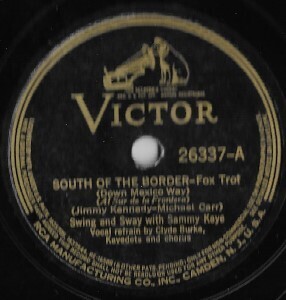 VICTOR
26337-A
SOUTH OF THE BORDER-Fox Trot
(Down Mexico Way)
(Al Sur de la Frontera)
(Jimmy Kennedy-Michael Carr)
Swing and Sway with Sammy Kaye
Vocal refrain by Clyde Burke,
Kayedets and chorus
RCA MANUFACTURING CO., INC., CAMDEN, N. J., U. S. A.